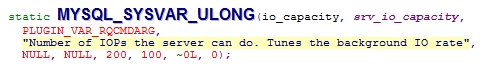 static MYSQL_SYSVAR_ULONG(io_capacity, srv_io_capacity,
PLUGIN_VAR_RQCMDARG,
"Number of IOPs the server can do. Tunes the background IO rate",
NULL, NULL, 200, 100, ~0L, 0);